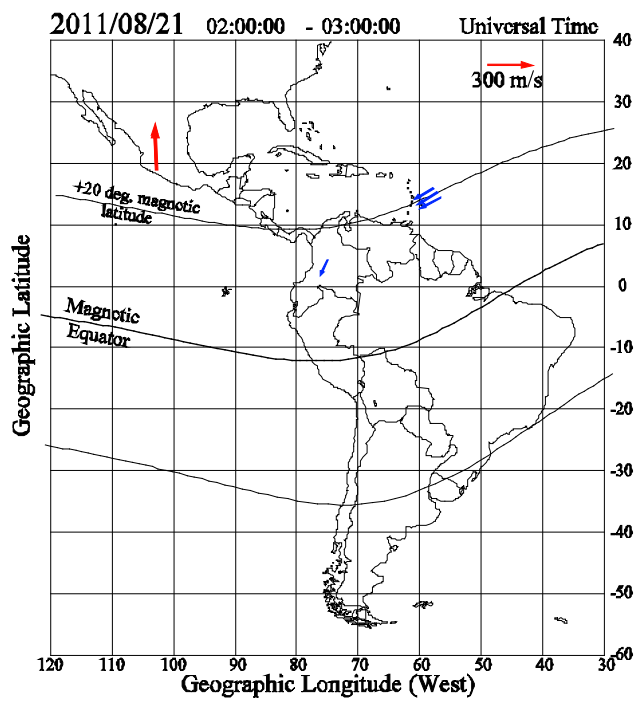 2011/08/21 02:00:00 - 03:00:00 Universal Time
300 m/s
+20 deg. magnetic
latitude
Magnetic
Equator
Geographic Latitude
40
30
20
10
0
-10
-20
-30
-40
-50
-60
120 110 100 90 80 70 60 50 40 30
Geographic Longitude (West)